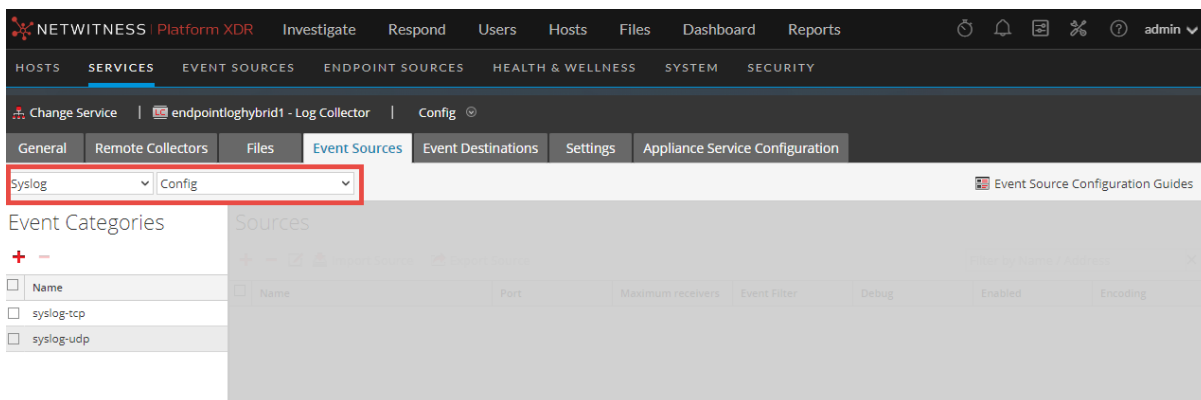 NETWITNESS | Platform XDR Investigate Respond Users Hosts Files Dashboard Reports admin
HOSTS SERVICES EVENT SOURCES ENDPOINT SOURCES HEALTH & WELLNESS SYSTEM SECURITY
Change Service | LC endpointloghybrid1 - Log Collector | Config
General Remote Collectors Files Event Sources Event Destinations Settings Appliance Service Configuration
Syslog Config Event Source Configuration Guides
Event Categories Sources
Name Name Port Maximum receivers Event Filter Debug Enabled Encoding
syslog-tcp
syslog-udp